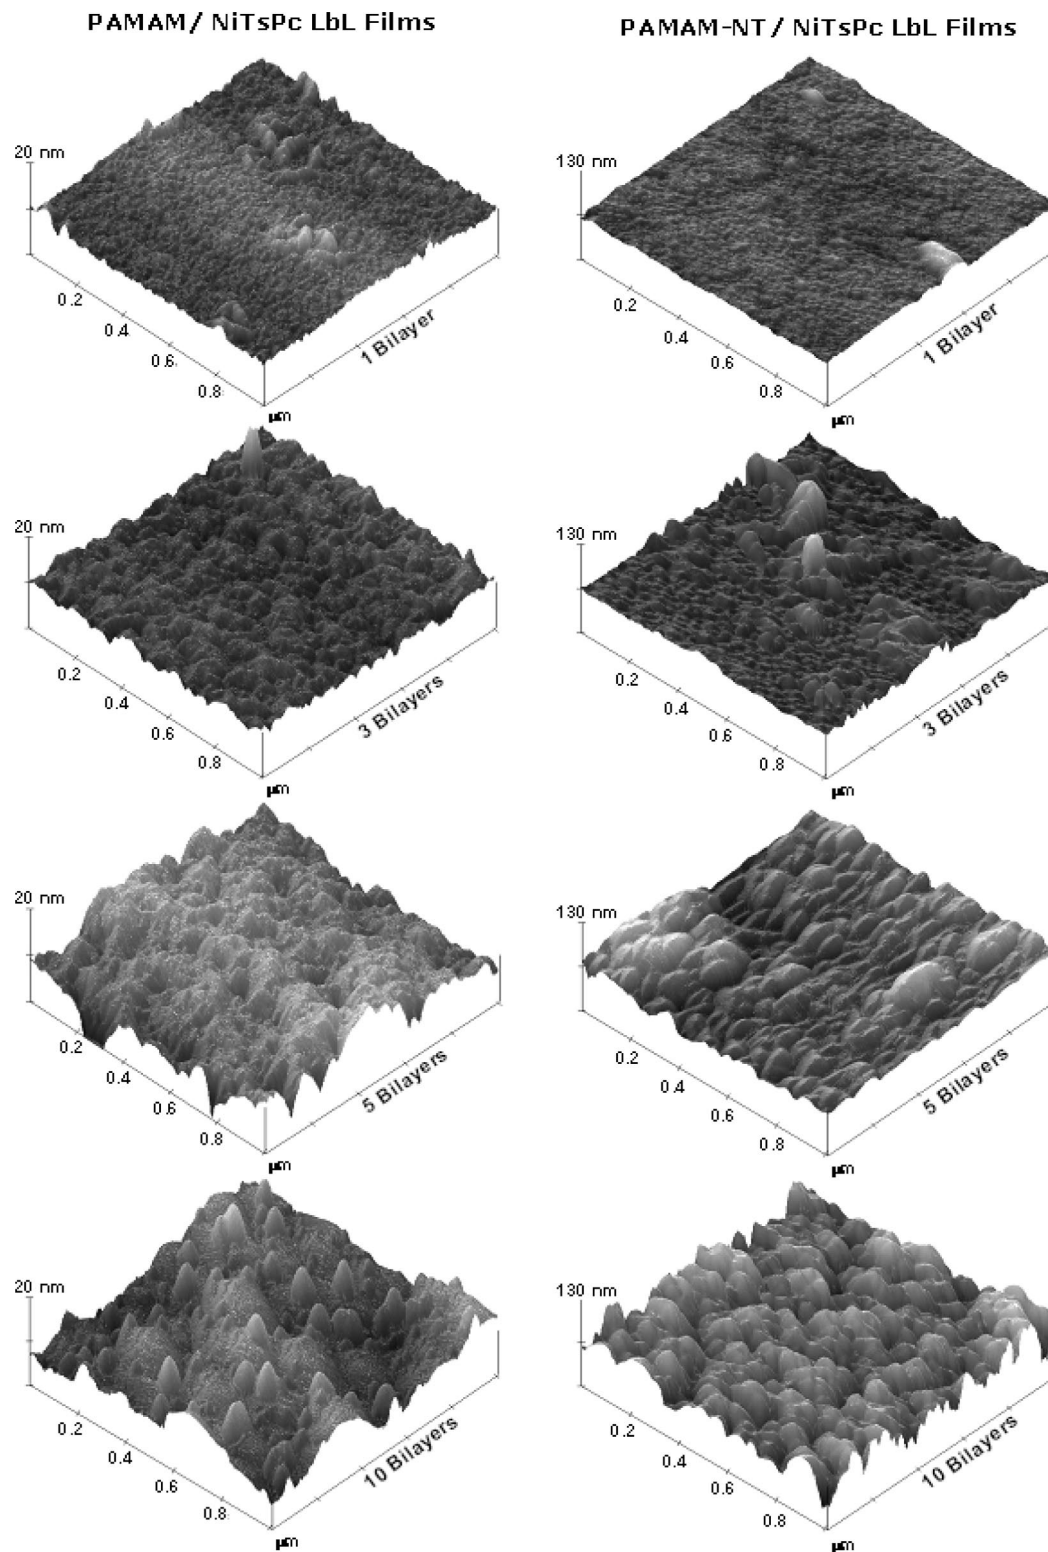 PAMAM/ NiTsPc LbL Films
PAMAM-NT/ NiTsPc LbL Films
20 nm
0.2
0.4
0.6
0.8
µm
1 Bilayer
130 nm
0.2
0.4
0.6
0.8
µm
1 Bilayer
20 nm
0.2
0.4
0.6
0.8
µm
3 Bilayers
130 nm
0.2
0.4
0.6
0.8
µm
3 Bilayers
20 nm
0.2
0.4
0.6
0.8
µm
5 Bilayers
130 nm
0.2
0.4
0.6
0.8
µm
5 Bilayers
20 nm
0.2
0.4
0.6
0.8
µm
10 Bilayers
130 nm
0.2
0.4
0.6
0.8
µm
10 Bilayers